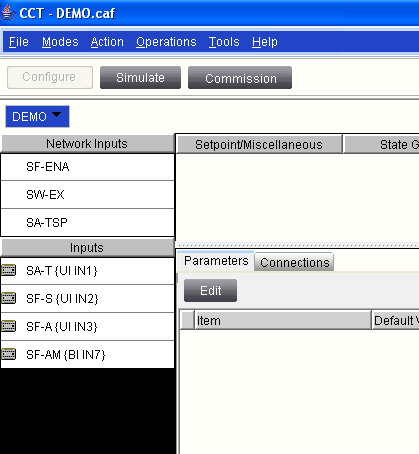 CCT - DEMO.caf
File Modes Action Operations Tools Help
Configure Simulate Commission
DEMO
Network Inputs Setpoint/Miscellaneous State G
SF-ENA
SW-EX
SA-TSP
Inputs
Parameters Connections
SA-T {UI IN1}
Edit
SF-S {UI IN2}
Item Default V
SF-A {UI IN3}
SF-AM {BI IN7}